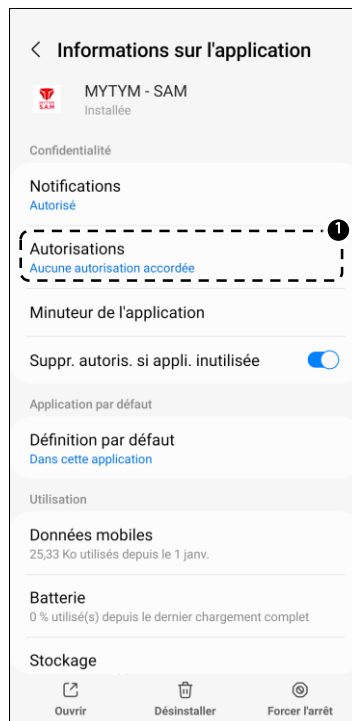 Informations sur l'application
MYTYM - SAM
Installée
Confidentialité
Notifications
Autorisé
1
Autorisations
Aucune autorisation accordée
Minuteur de l'application
Suppr. autoris. si appli. inutilisée
Application par défaut
Définition par défaut
Dans cette application
Utilisation
Données mobiles
25,33 Ko utilisés depuis le 1 janv.
Batterie
0 % utilisé(s) depuis le dernier chargement complet
Stockage
Ouvrir
Désinstaller
Forcer l'arrêt